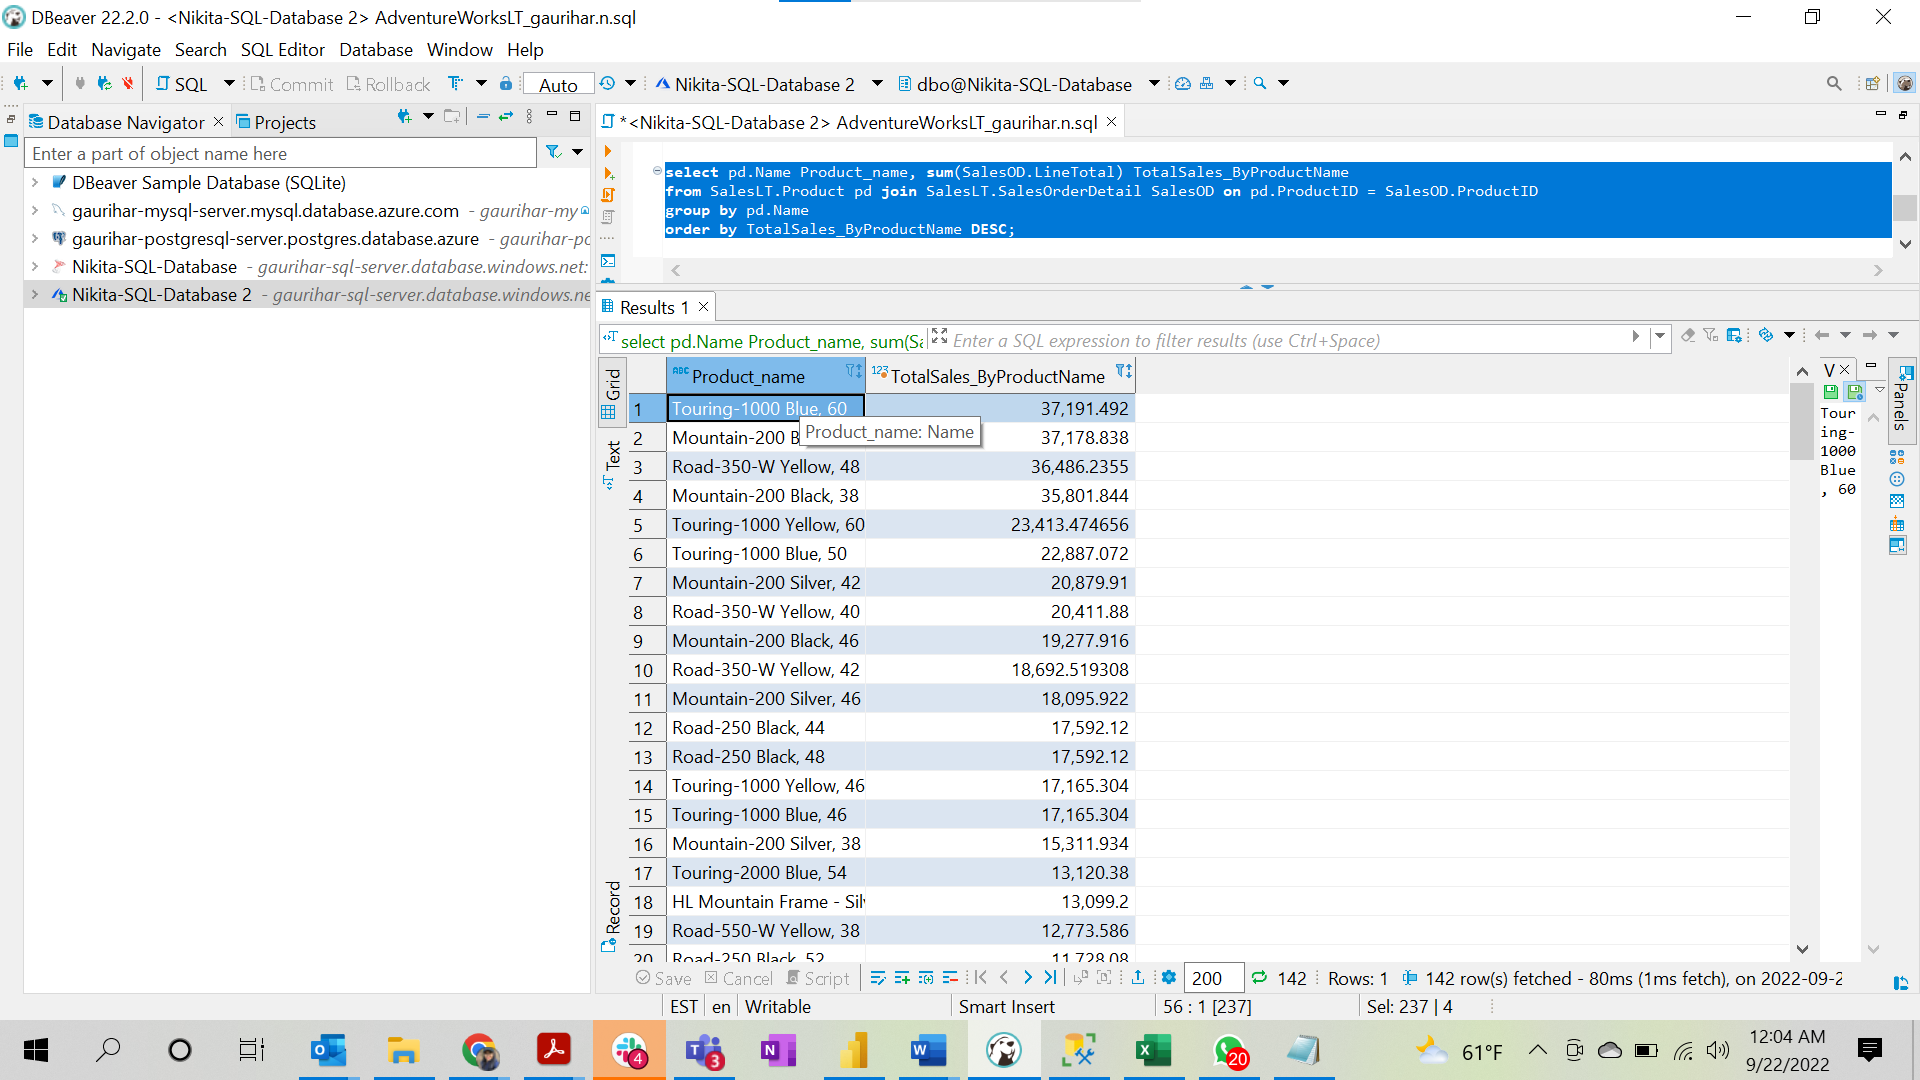 DBeaver 22.2.0 - <Nikita-SQL-Database 2> AdventureWorksLT_gaurihar.n.sql
File Edit Navigate Search SQL Editor Database Window Help
SQL Commit Rollback Auto Nikita-SQL-Database 2 dbo@Nikita-SQL-Database
Database Navigator Projects
Enter a part of object name here
DBeaver Sample Database (SQLite)
gaurihar-mysql-server.mysql.database.azure.com - gaurihar-my
gaurihar-postgresql-server.postgres.database.azure - gaurihar-po
Nikita-SQL-Database - gaurihar-sql-server.database.windows.net:
Nikita-SQL-Database 2 - gaurihar-sql-server.database.windows.ne
*<Nikita-SQL-Database 2> AdventureWorksLT_gaurihar.n.sql
select pd.Name Product_name, sum(SalesOD.LineTotal) TotalSales_ByProductName
from SalesLT.Product pd join SalesLT.SalesOrderDetail SalesOD on pd.ProductID = SalesOD.ProductID
group by pd.Name
order by TotalSales_ByProductName DESC;
Results 1
select pd.Name Product_name, sum(Sa Enter a SQL expression to filter results (use Ctrl+Space)
Grid
Text
Record
ABC Product_name 123 TotalSales_ByProductName
1 Touring-1000 Blue, 60 37,191.492
Product_name: Name
2 Mountain-200 B 37,178.838
3 Road-350-W Yellow, 48 36,486.2355
4 Mountain-200 Black, 38 35,801.844
5 Touring-1000 Yellow, 60 23,413.474656
6 Touring-1000 Blue, 50 22,887.072
7 Mountain-200 Silver, 42 20,879.91
8 Road-350-W Yellow, 40 20,411.88
9 Mountain-200 Black, 46 19,277.916
10 Road-350-W Yellow, 42 18,692.519308
11 Mountain-200 Silver, 46 18,095.922
12 Road-250 Black, 44 17,592.12
13 Road-250 Black, 48 17,592.12
14 Touring-1000 Yellow, 46 17,165.304
15 Touring-1000 Blue, 46 17,165.304
16 Mountain-200 Silver, 38 15,311.934
17 Touring-2000 Blue, 54 13,120.38
18 HL Mountain Frame - Silv 13,099.2
19 Road-550-W Yellow, 38 12,773.586
20 Road-250 Black, 52 11,728.08
V
Tour
ing-
1000
Blue
, 60
Panels
Save Cancel Script 200 142 Rows: 1 142 row(s) fetched - 80ms (1ms fetch), on 2022-09-2
EST en Writable Smart Insert 56 : 1 [237] Sel: 237 | 4
4 3 20 61°F 12:04 AM
9/22/2022